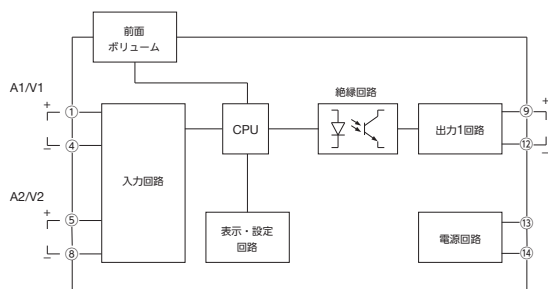 前面
ボリューム
A1/V1
+
①
−
④
A2/V2
+
⑤
−
⑧
入力回路
CPU
表示・設定
回路
絶縁回路
出力1回路
⑨
+
⑫
−
電源回路
⑬
⑭